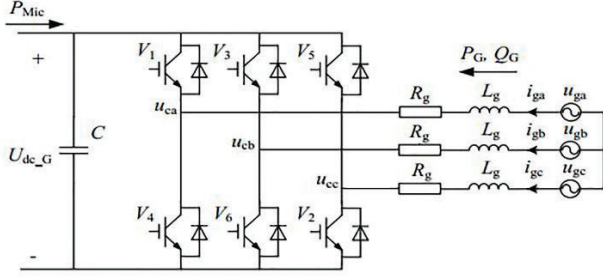 P_Mic
+
V_1
V_3
V_5
P_G, Q_G
R_g
L_g
i_ga
u_ga
u_ca
C
R_g
L_g
i_gb
u_gb
u_cb
U_dc_G
R_g
L_g
i_gc
u_gc
u_cc
V_4
V_6
V_2
-